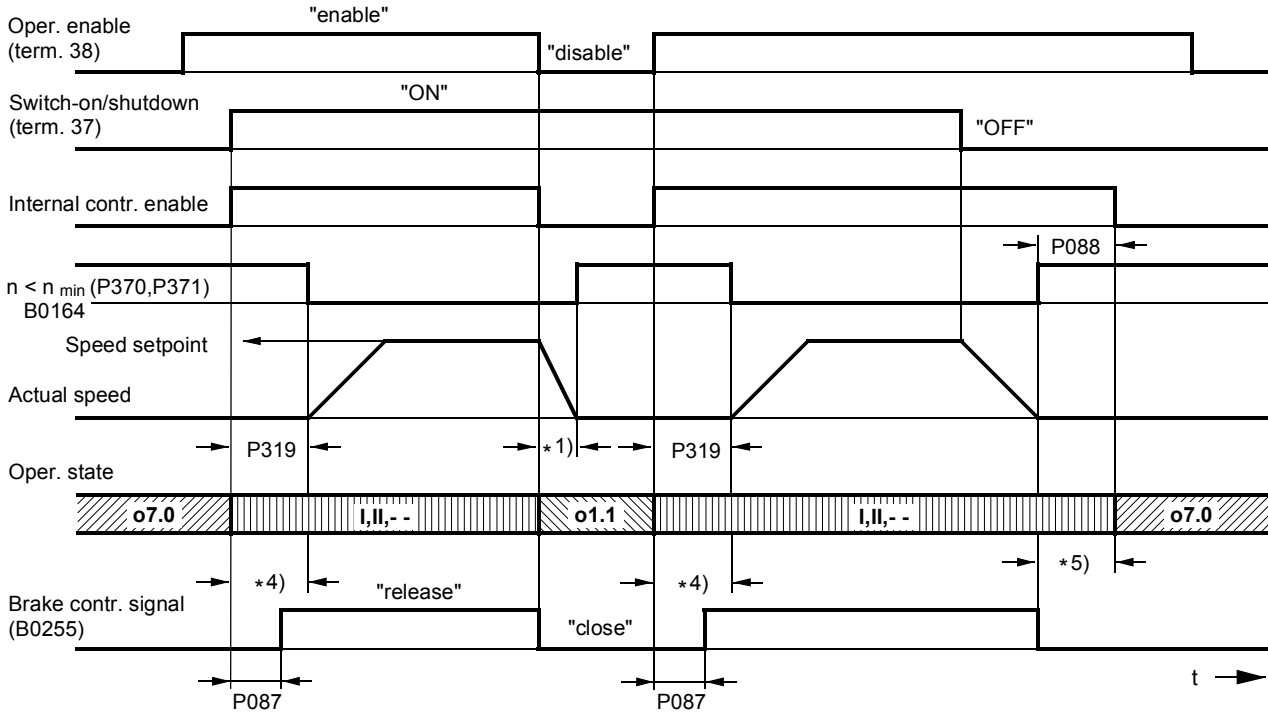 Oper. enable
(term. 38)
"enable"
"disable"
Switch-on/shutdown
(term. 37)
"ON"
"OFF"
Internal contr. enable
P088
n < n min (P370,P371)
B0164
Speed setpoint
Actual speed
P319
*1)
P319
Oper. state
o7.0
I,II,- -
o1.1
I,II,- -
o7.0
*4)
*4)
*5)
Brake contr. signal
(B0255)
"release"
"close"
t
P087
P087